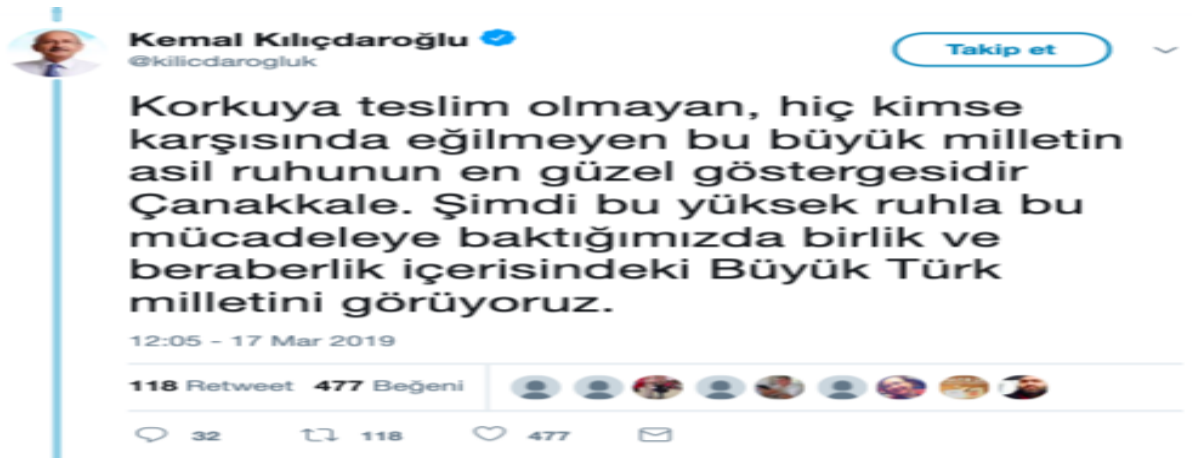 Kemal Kılıçdaroğlu
@kilicdarogluk
Takip et
Korkuya teslim olmayan, hiç kimse
karşısında eğilmeyen bu büyük milletin
asil ruhunun en güzel göstergesidir
Çanakkale. Şimdi bu yüksek ruhla bu
mücadeleye baktığımızda birlik ve
beraberlik içerisindeki Büyük Türk
milletini görüyoruz.
12:05 - 17 Mar 2019
118 Retweet 477 Beğeni
32 118 477